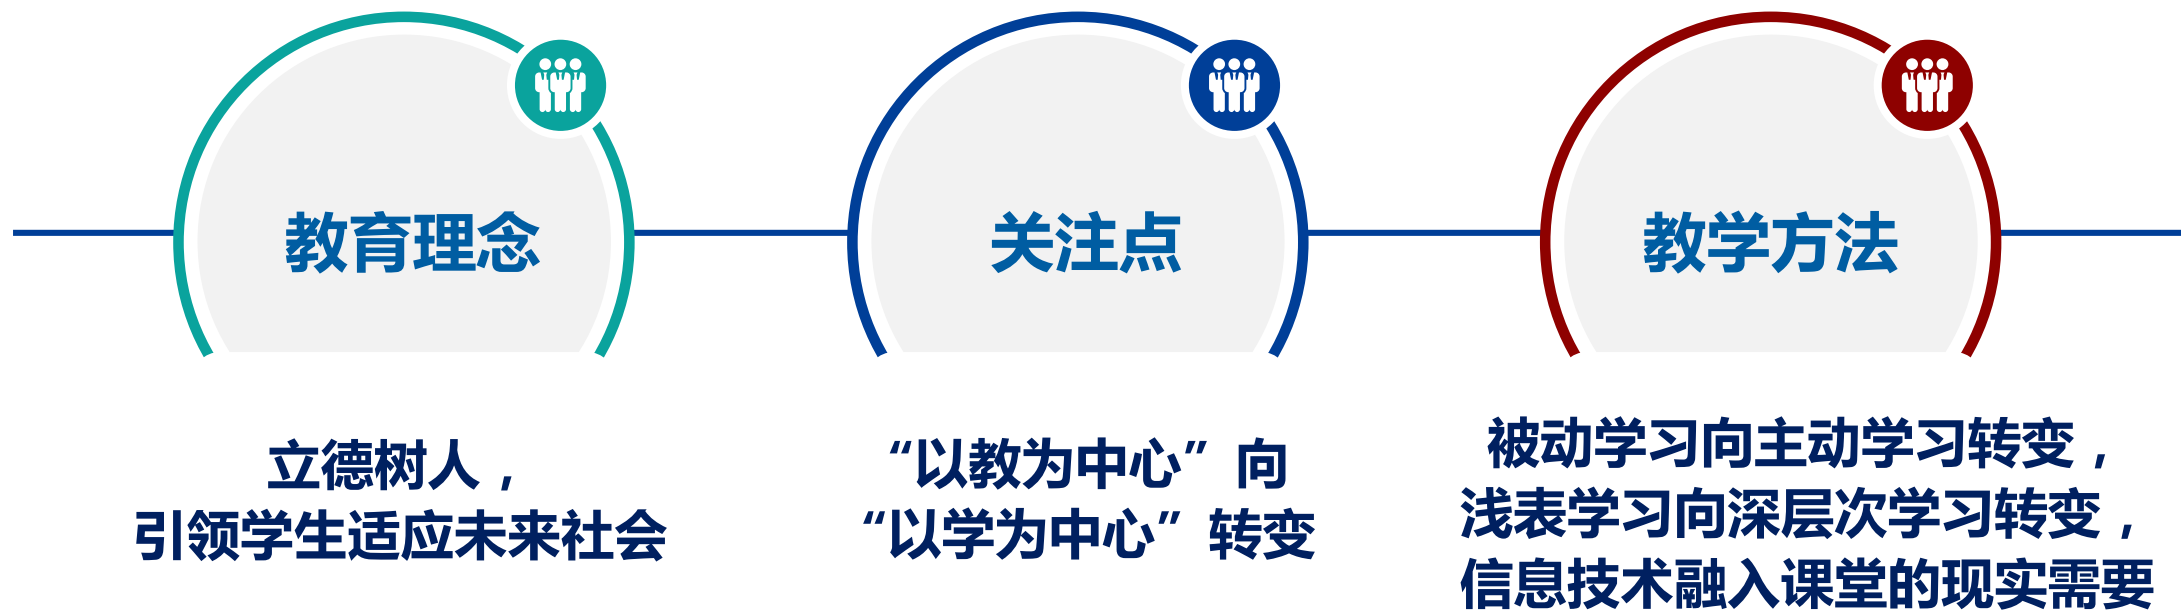 教育理念
关注点
教学方法
立德树人，
引领学生适应未来社会
“以教为中心”向
“以学为中心”转变
被动学习向主动学习转变，
浅表学习向深层次学习转变，
信息技术融入课堂的现实需要